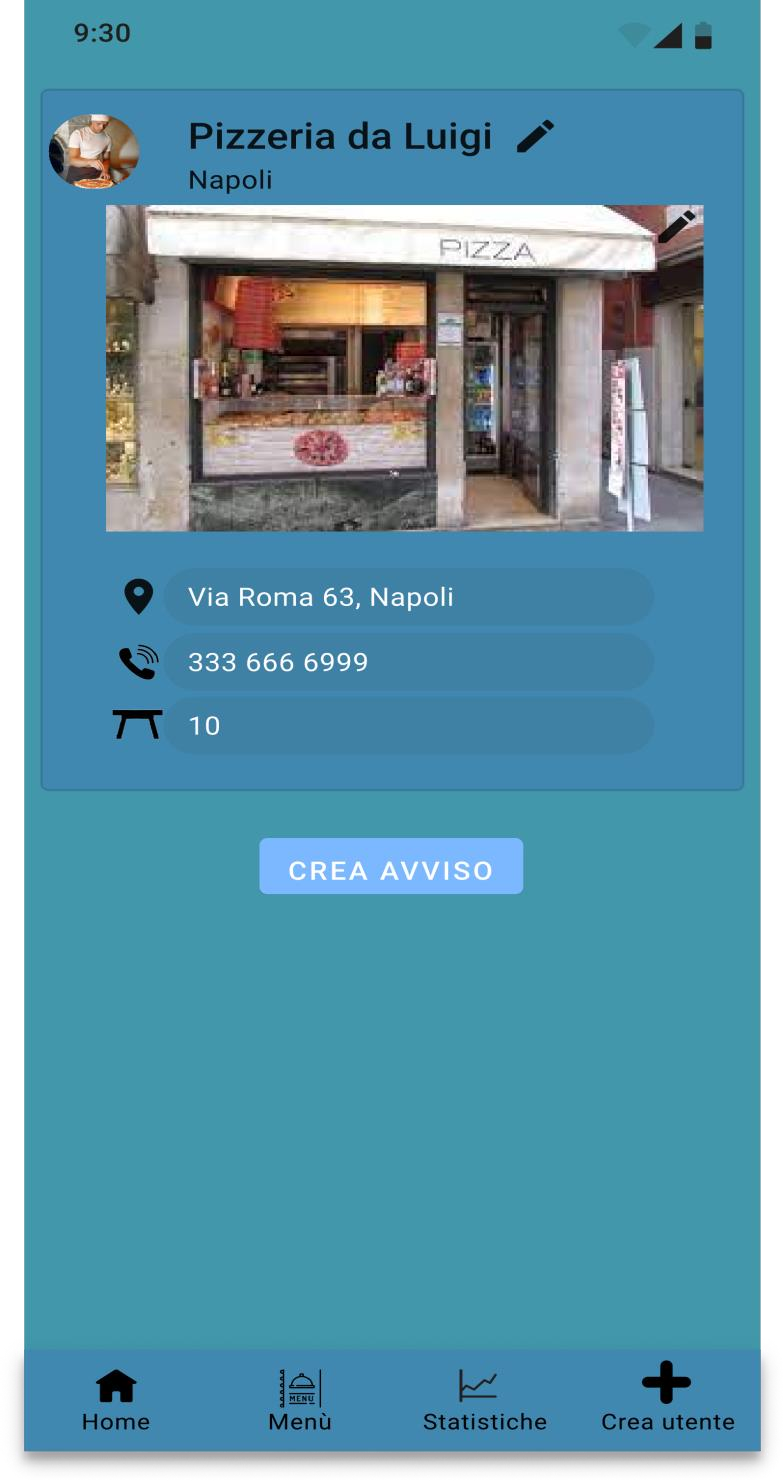 9:30
Pizzeria da Luigi
Napoli
PIZZA
Via Roma 63, Napoli
333 666 6999
10
CREA AVVISO
MENU
Home
Menù
Statistiche
Crea utente